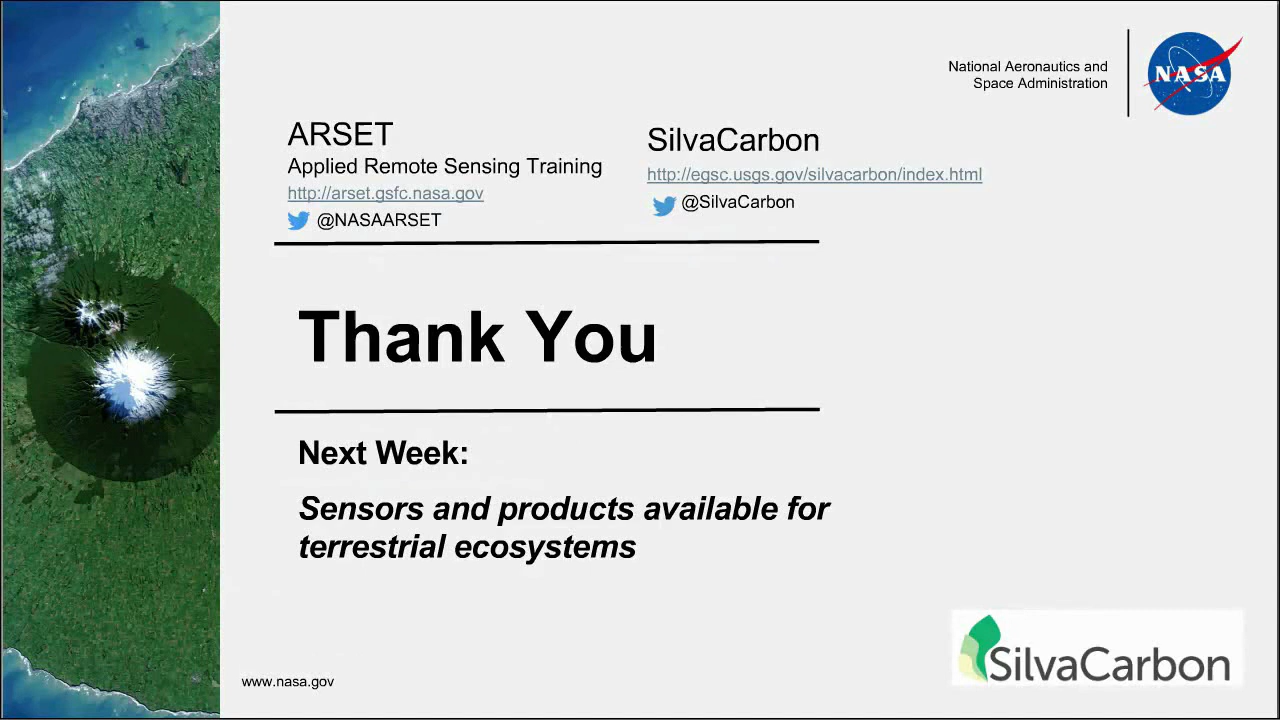 National Aeronautics and
Space Administration
NASA
ARSET
Applied Remote Sensing Training
http://arset.gsfc.nasa.gov
@NASAARSET
SilvaCarbon
http://egsc.usgs.gov/silvacarbon/index.html
@SilvaCarbon
Thank You
Next Week:
Sensors and products available for
terrestrial ecosystems
www.nasa.gov
SilvaCarbon